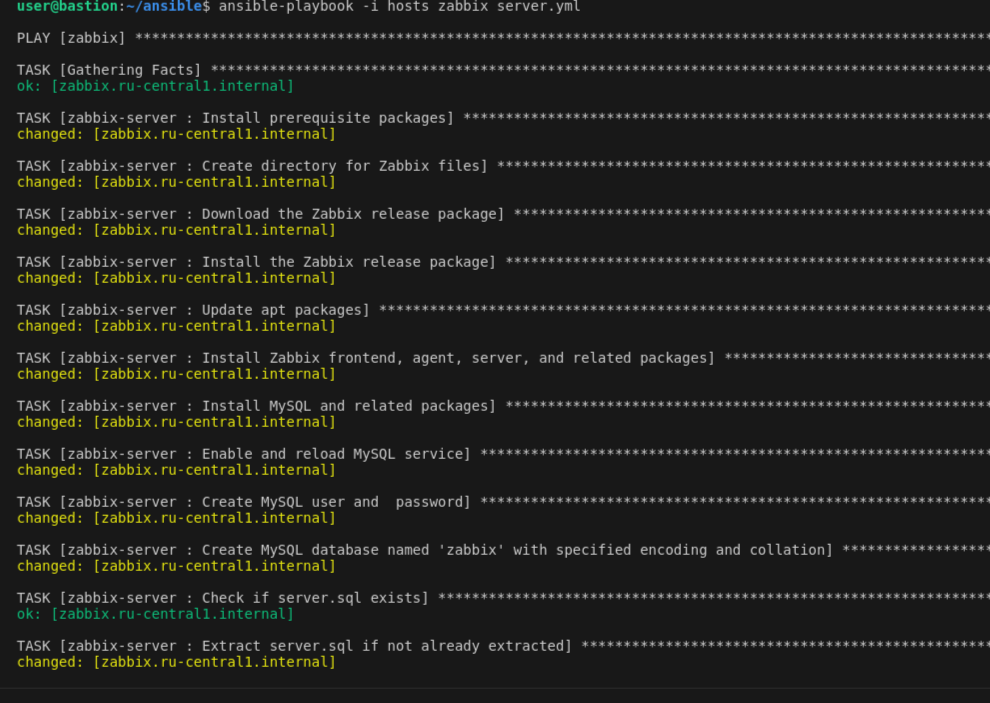 user@bastion:~/ansible$ ansible-playbook -i hosts zabbix server.yml
PLAY [zabbix] ******************************************************************************************************
TASK [Gathering Facts] *********************************************************************************************
ok: [zabbix.ru-central1.internal]
TASK [zabbix-server : Install prerequisite packages] ***************************************************************
changed: [zabbix.ru-central1.internal]
TASK [zabbix-server : Create directory for Zabbix files] ***********************************************************
changed: [zabbix.ru-central1.internal]
TASK [zabbix-server : Download the Zabbix release package] *********************************************************
changed: [zabbix.ru-central1.internal]
TASK [zabbix-server : Install the Zabbix release package] **********************************************************
changed: [zabbix.ru-central1.internal]
TASK [zabbix-server : Update apt packages] *************************************************************************
changed: [zabbix.ru-central1.internal]
TASK [zabbix-server : Install Zabbix frontend, agent, server, and related packages] ********************************
changed: [zabbix.ru-central1.internal]
TASK [zabbix-server : Install MySQL and related packages] **********************************************************
changed: [zabbix.ru-central1.internal]
TASK [zabbix-server : Enable and reload MySQL service] *************************************************************
changed: [zabbix.ru-central1.internal]
TASK [zabbix-server : Create MySQL user and  password] *************************************************************
changed: [zabbix.ru-central1.internal]
TASK [zabbix-server : Create MySQL database named 'zabbix' with specified encoding and collation] ******************
changed: [zabbix.ru-central1.internal]
TASK [zabbix-server : Check if server.sql exists] ******************************************************************
ok: [zabbix.ru-central1.internal]
TASK [zabbix-server : Extract server.sql if not already extracted] *************************************************
changed: [zabbix.ru-central1.internal]